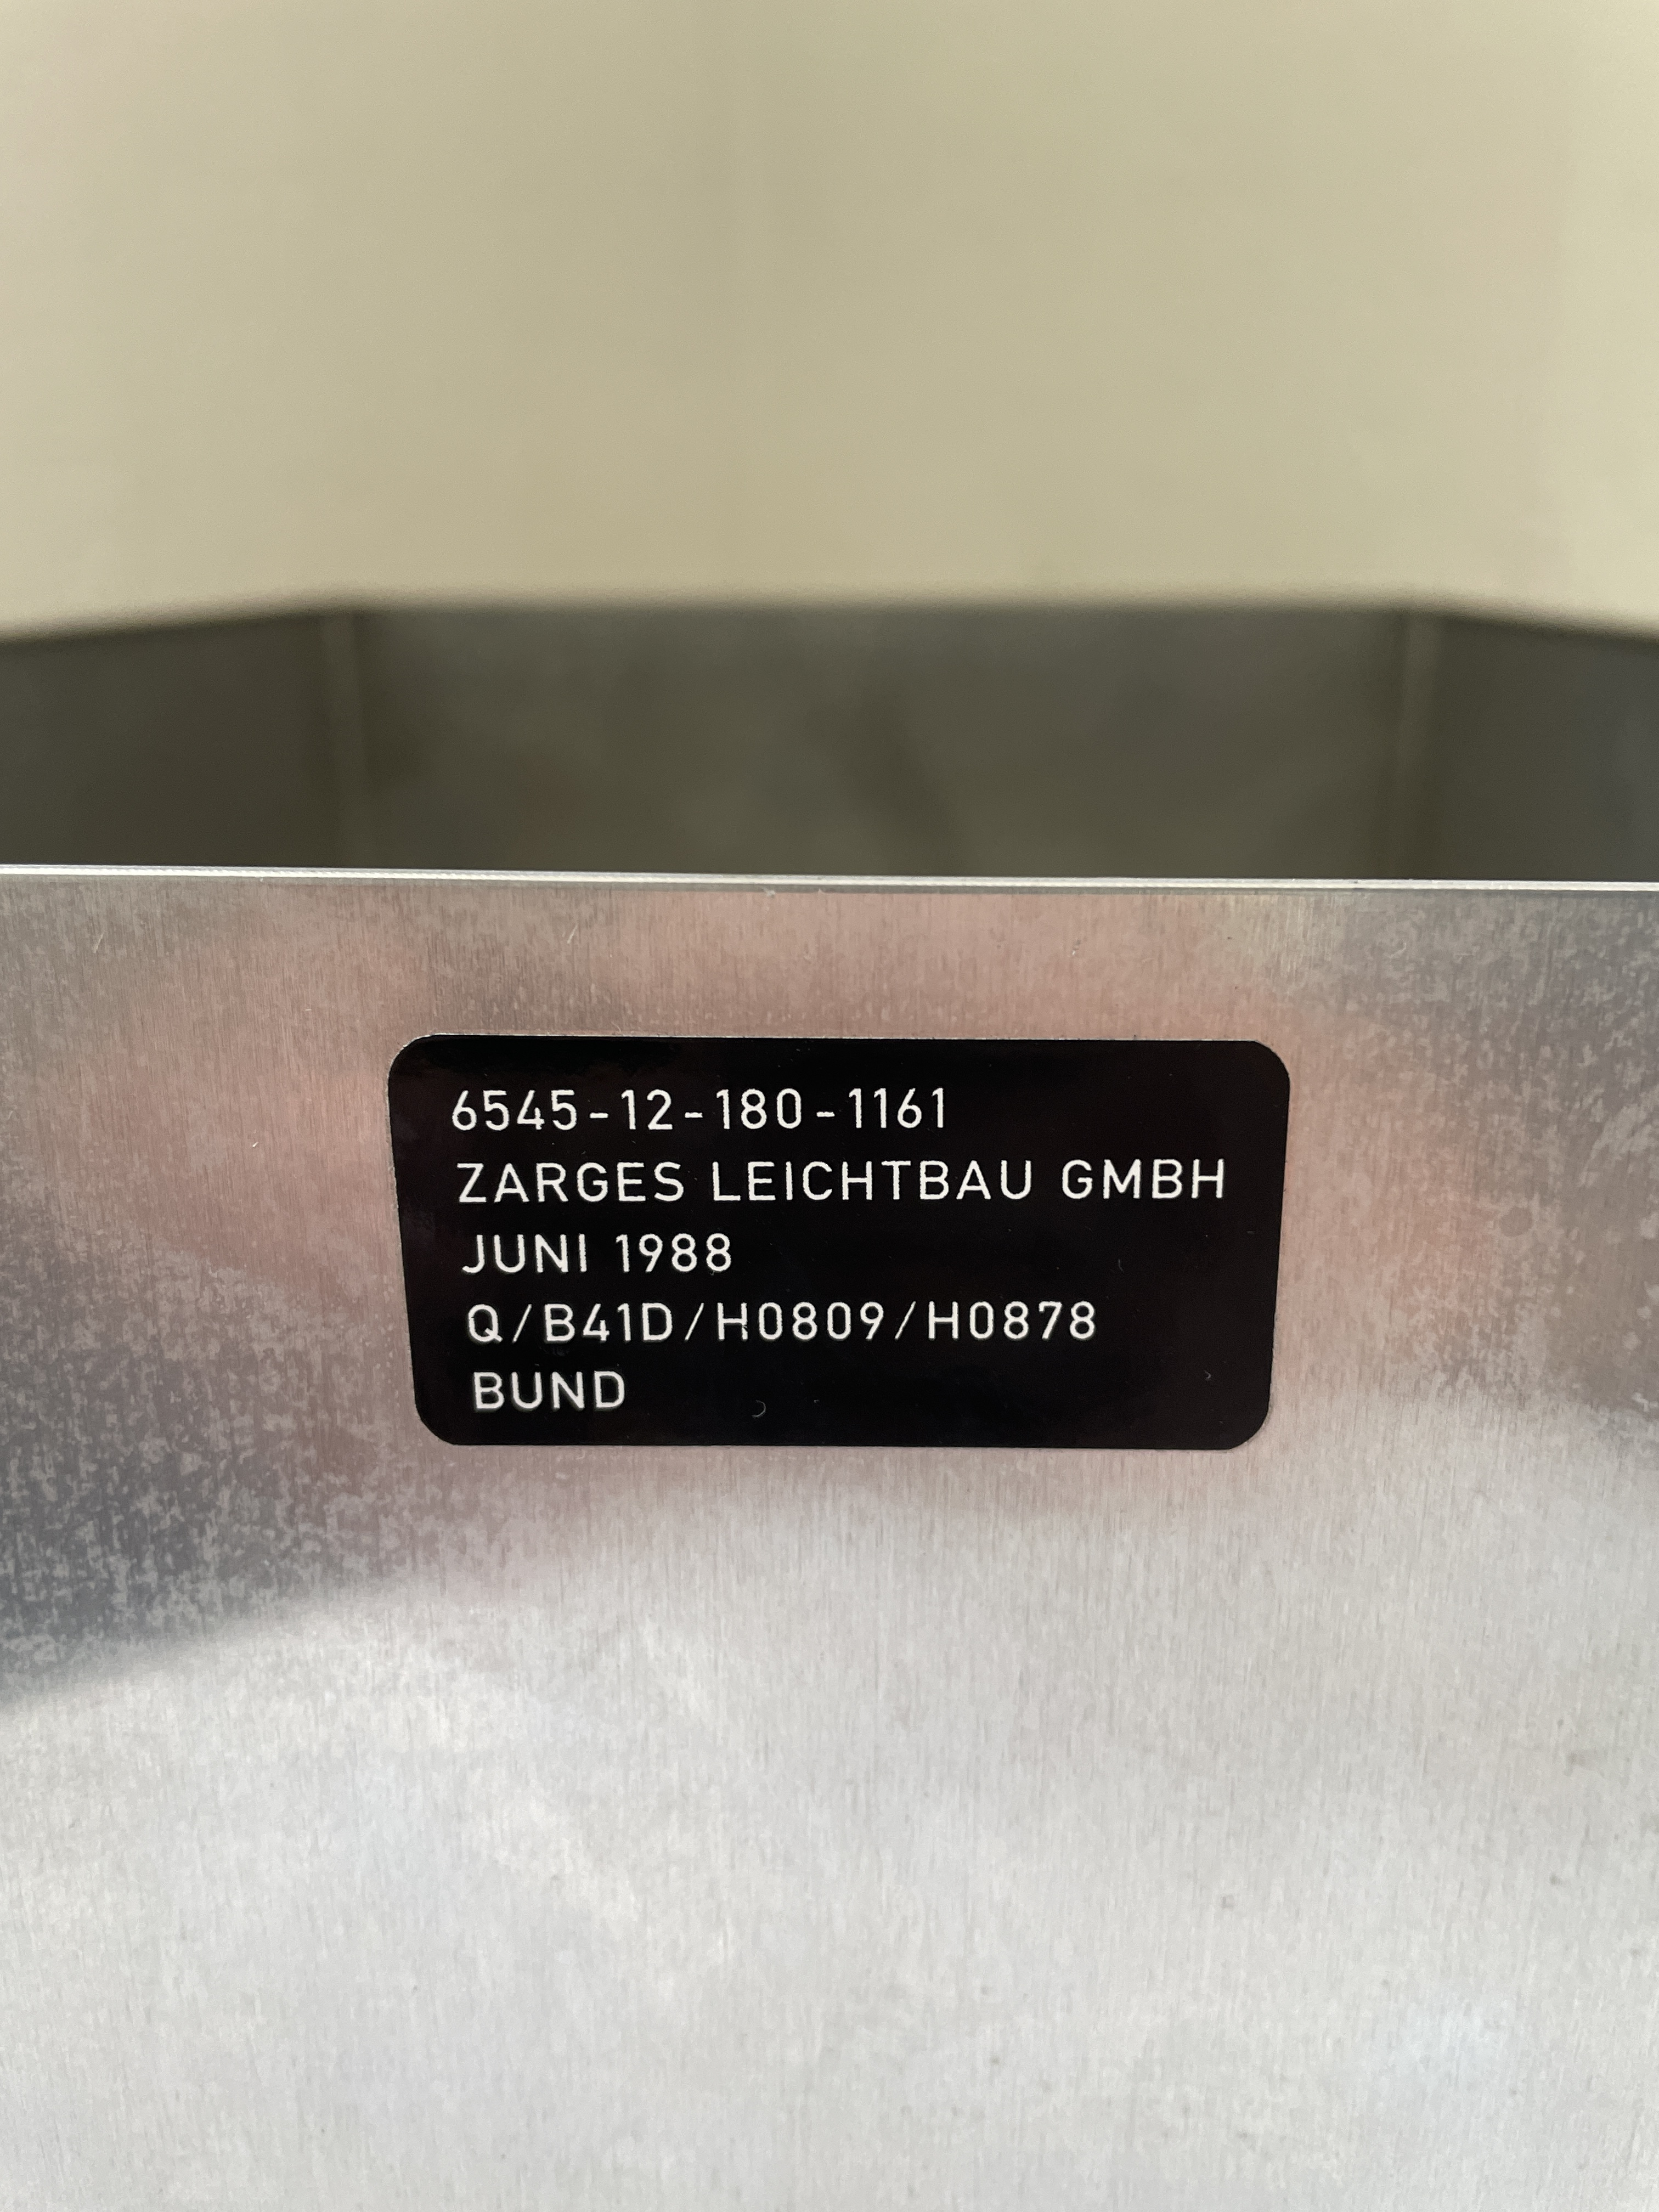 6545-12-180-1161
ZARGES LEICHTBAU GMBH
JUNI 1988
Q/B41D/H0809/H0878
BUND